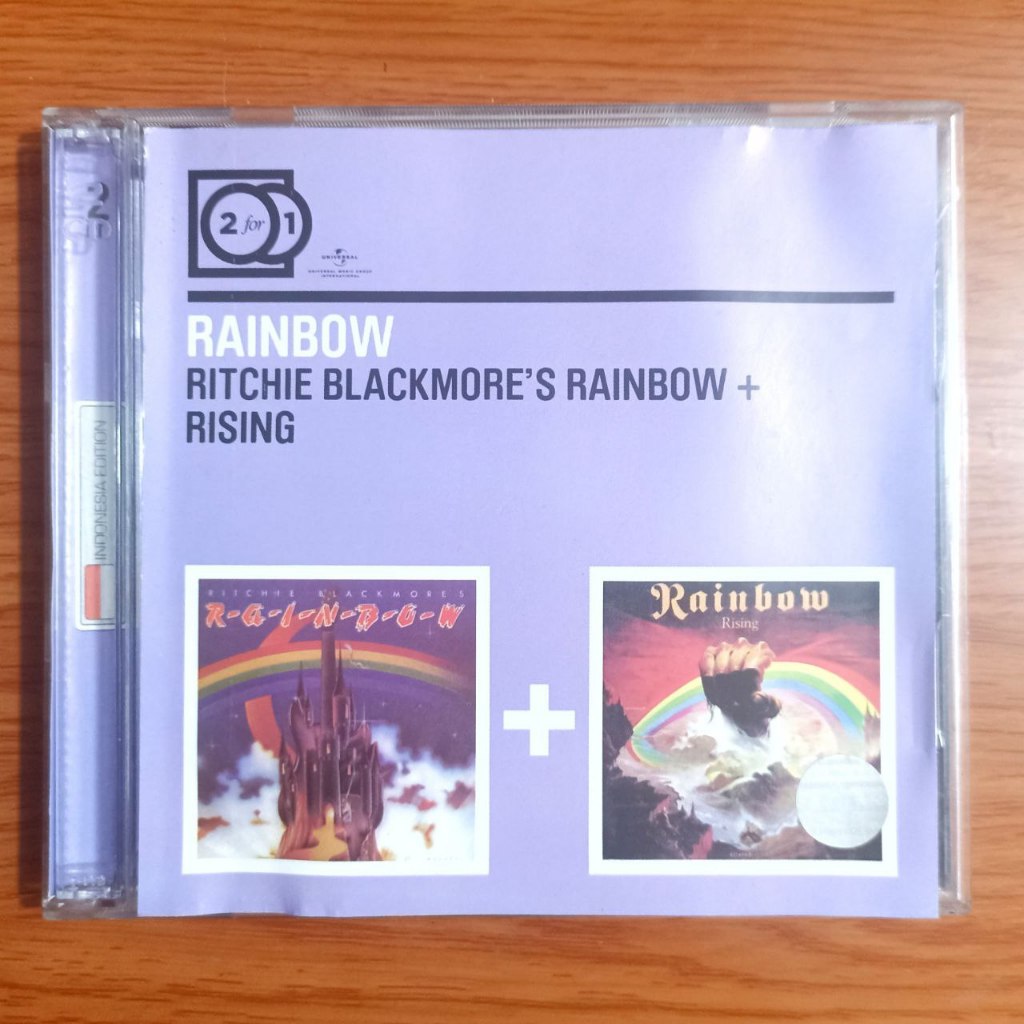 2 for 1
UNIVERSAL
UNIVERSAL MUSIC GROUP
INTERNATIONAL
RAINBOW
RITCHIE BLACKMORE'S RAINBOW +
RISING
INDONESIA EDITION
RITCHIE BLACKMORE'S
R-A-I-N-B-O-W
+
Rainbow
Rising